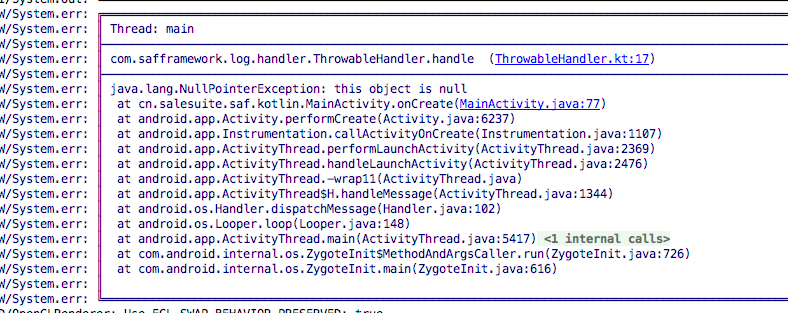 W/System.err:
W/System.err: Thread: main
W/System.err:
W/System.err: com.safframework.log.handler.ThrowableHandler.handle (ThrowableHandler.kt:17)
W/System.err:
W/System.err: java.lang.NullPointerException: this object is null
W/System.err: at cn.salesuite.saf.kotlin.MainActivity.onCreate(MainActivity.java:77)
W/System.err: at android.app.Activity.performCreate(Activity.java:6237)
W/System.err: at android.app.Instrumentation.callActivityOnCreate(Instrumentation.java:1107)
W/System.err: at android.app.ActivityThread.performLaunchActivity(ActivityThread.java:2369)
W/System.err: at android.app.ActivityThread.handleLaunchActivity(ActivityThread.java:2476)
W/System.err: at android.app.ActivityThread.-wrap11(ActivityThread.java)
W/System.err: at android.app.ActivityThread$H.handleMessage(ActivityThread.java:1344)
W/System.err: at android.os.Handler.dispatchMessage(Handler.java:102)
W/System.err: at android.os.Looper.loop(Looper.java:148)
W/System.err: at android.app.ActivityThread.main(ActivityThread.java:5417) <1 internal calls>
W/System.err: at com.android.internal.os.ZygoteInit$MethodAndArgsCaller.run(ZygoteInit.java:726)
W/System.err: at com.android.internal.os.ZygoteInit.main(ZygoteInit.java:616)
W/System.err:
W/System.err: